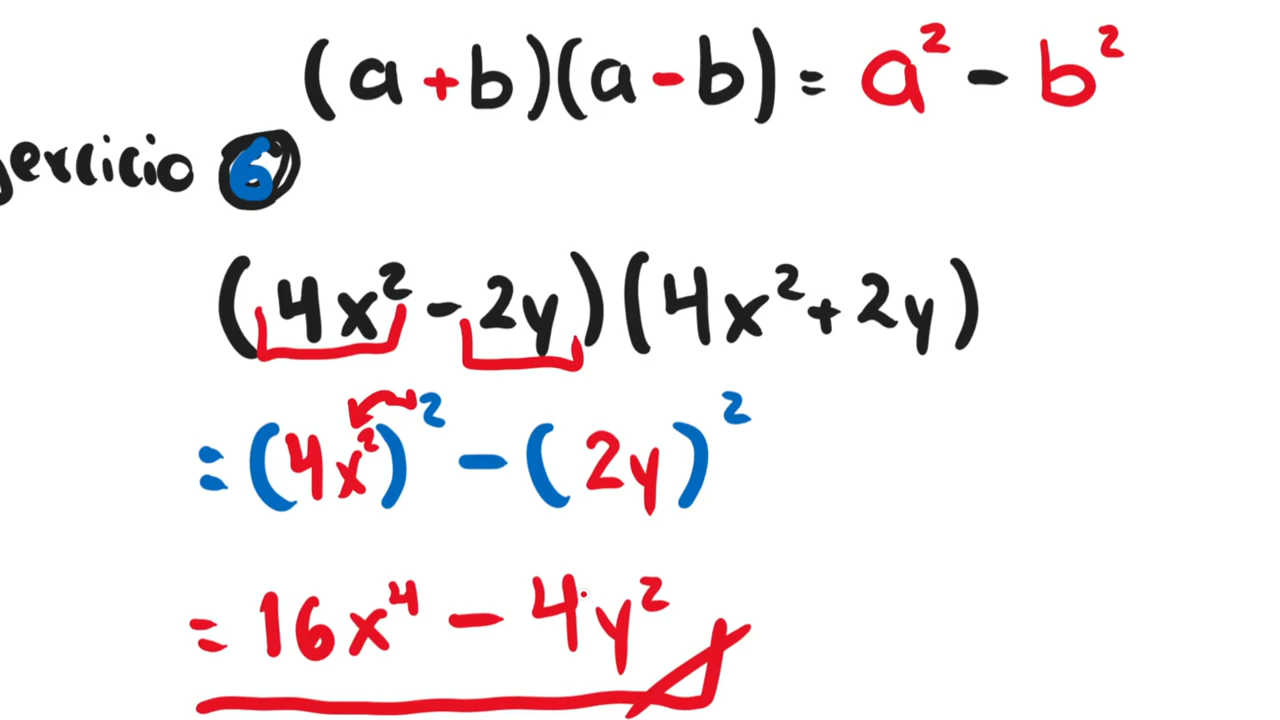 (a+b)(a-b) = a² - b²
jercicio 6
(4x² - 2y)(4x² + 2y)
= (4x²)² - (2y)²
= 16x⁴ - 4y²